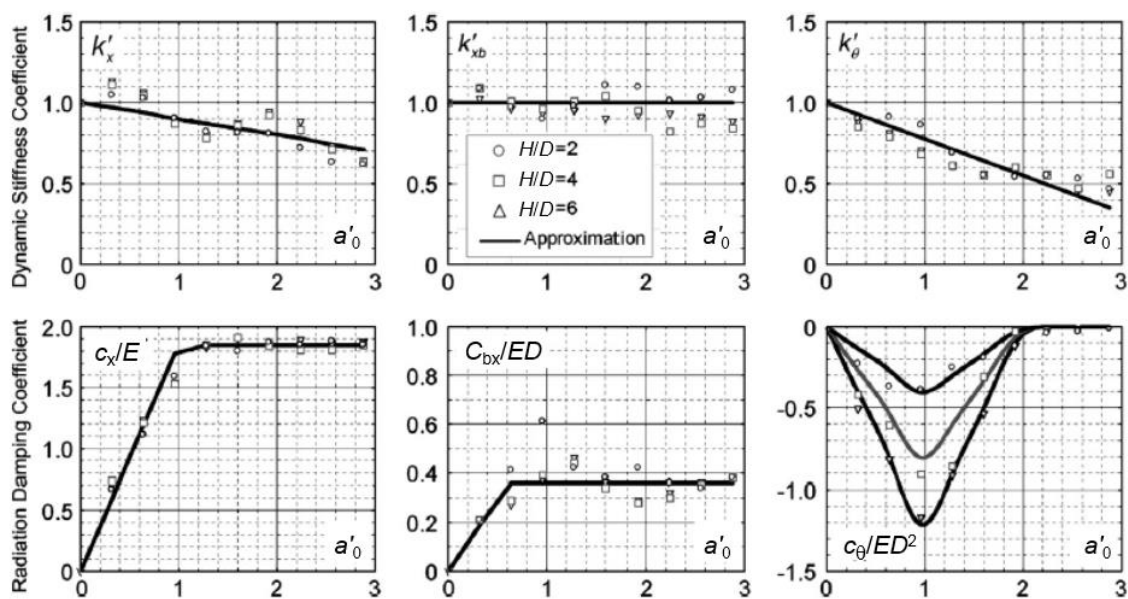 Dynamic Stiffness Coefficient
1.5
1.0
0.5
0
k′x
a′0
0 1 2 3
1.5
1.0
0.5
0
k′xb
H/D=2
H/D=4
H/D=6
Approximation
a′0
0 1 2 3
1.5
1.0
0.5
0
k′θ
a′0
0 1 2 3
Radiation Damping Coefficient
2.0
1.5
1.0
0.5
0
cx/E
a′0
0 1 2 3
1.0
0.8
0.6
0.4
0.2
0
Cbx/ED
a′0
0 1 2 3
0
-0.5
-1.0
-1.5
cθ/ED²
a′0
0 1 2 3